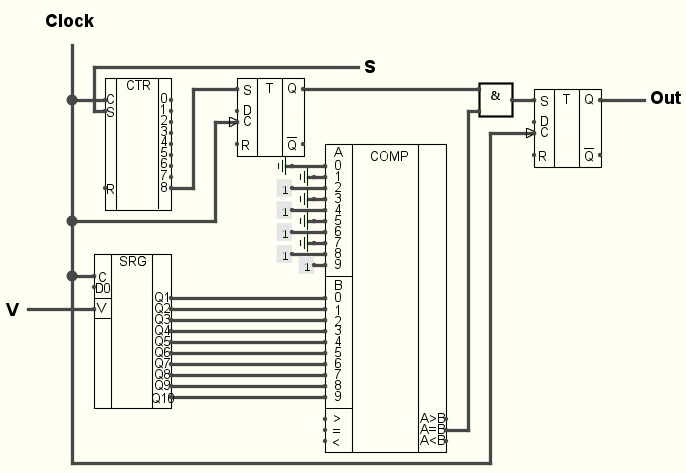 Clock
S
CTR
C
S
R
0
1
2
3
4
5
6
7
8
S T Q
D
C
R Q
&
S T Q
D
C
R Q
Out
A COMP
0
1
2
3
4
5
6
7
8
9
1
1
1
1
1
B
0
1
2
3
4
5
6
7
8
9
>
=
<
A>B
A=B
A<B
SRG
C
D0
V
V
Q1
Q2
Q3
Q4
Q5
Q6
Q7
Q8
Q9
Q10